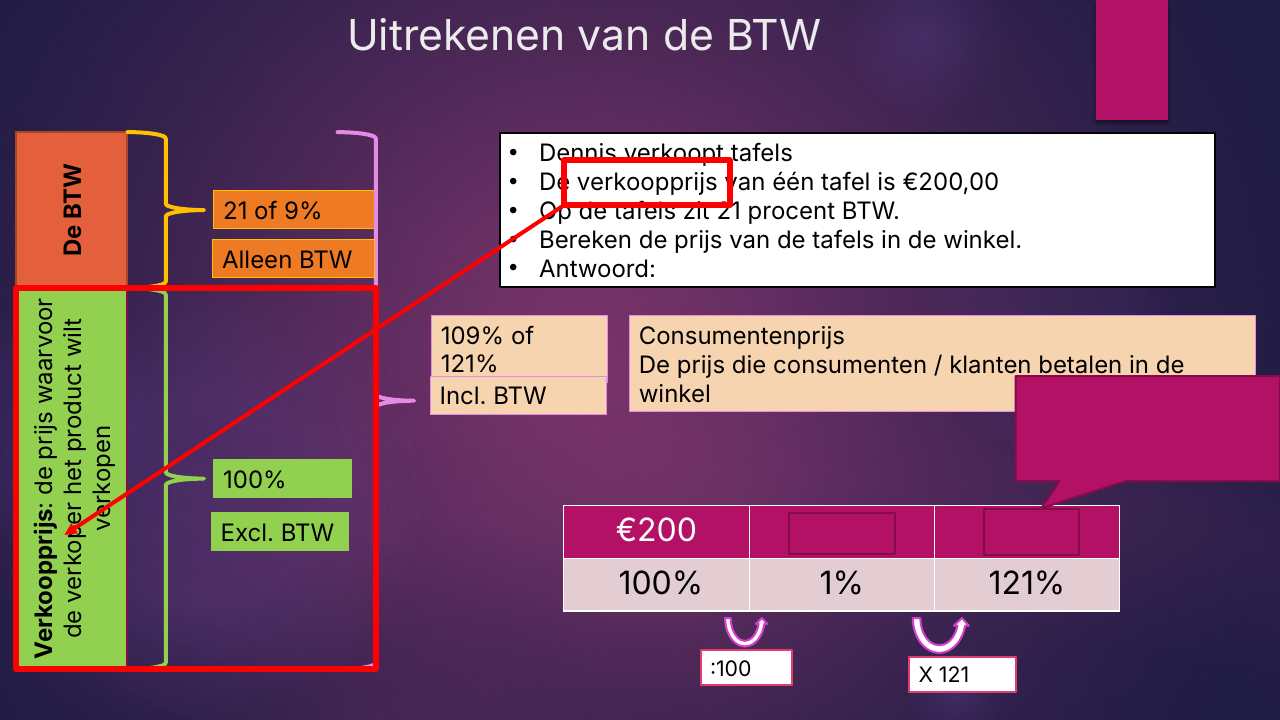 Uitrekenen van de BTW
De BTW
21 of 9%
Alleen BTW
• Dennis verkoopt tafels
• De verkoopprijs van één tafel is €200,00
• Op de tafels zit 21 procent BTW.
• Bereken de prijs van de tafels in de winkel.
• Antwoord:
109% of
121%
Incl. BTW
Consumentenprijs
De prijs die consumenten / klanten betalen in de
winkel
Verkoopprijs: de prijs waarvoor
de verkoper het product wilt
verkopen
100%
Excl. BTW
€200
100% 1% 121%
:100
X 121